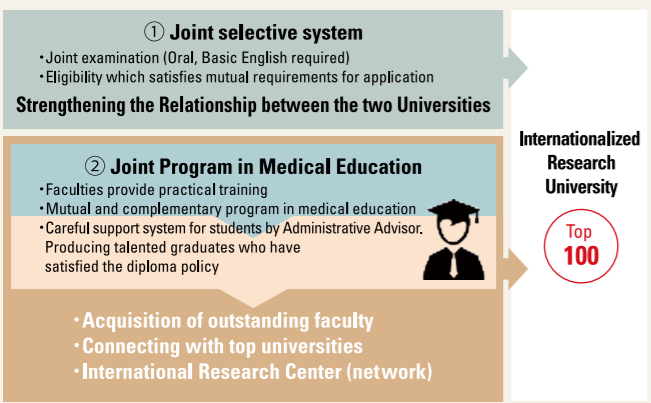 ① Joint selective system
・Joint examination (Oral, Basic English required)
・Eligibility which satisfies mutual requirements for application
Strengthening the Relationship between the two Universities
② Joint Program in Medical Education
・Faculties provide practical training
・Mutual and complementary program in medical education
・Careful support system for students by Administrative Advisor.
Producing talented graduates who have
satisfied the diploma policy
・Acquisition of outstanding faculty
・Connecting with top universities
・International Research Center (network)
Internationalized
Research
University
Top
100